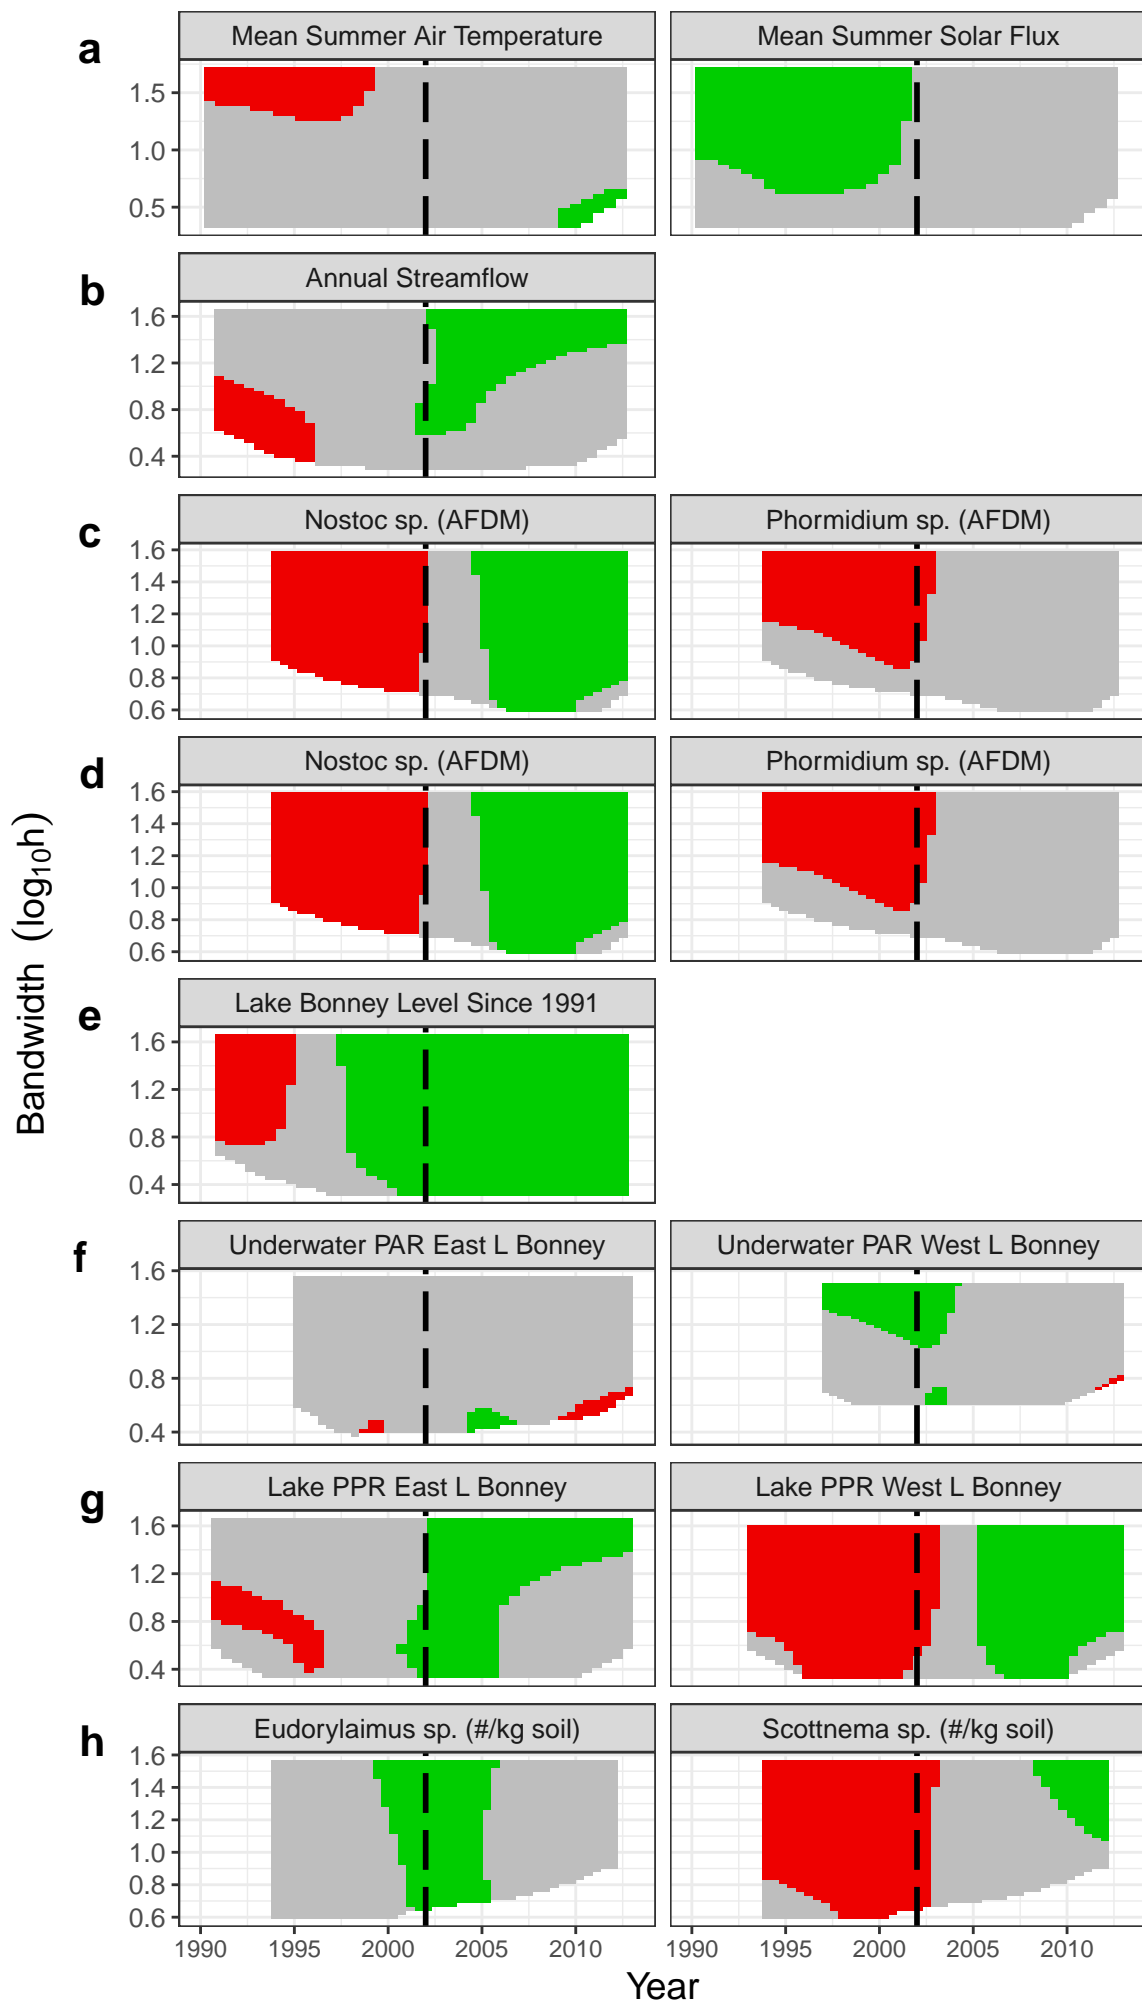 a
Mean Summer Air Temperature
Mean Summer Solar Flux
1.5
1.0
0.5
b
Annual Streamflow
1.6
1.2
0.8
0.4
c
Nostoc sp. (AFDM)
Phormidium sp. (AFDM)
1.6
1.4
1.2
1.0
0.8
0.6
d
Nostoc sp. (AFDM)
Phormidium sp. (AFDM)
1.6
1.4
1.2
1.0
0.8
0.6
Bandwidth (log10h)
e
Lake Bonney Level Since 1991
1.6
1.2
0.8
0.4
f
Underwater PAR East L Bonney
Underwater PAR West L Bonney
1.6
1.2
0.8
0.4
g
Lake PPR East L Bonney
Lake PPR West L Bonney
1.6
1.2
0.8
0.4
h
Eudorylaimus sp. (#/kg soil)
Scottnema sp. (#/kg soil)
1.6
1.4
1.2
1.0
0.8
0.6
1990 1995 2000 2005 2010
1990 1995 2000 2005 2010
Year